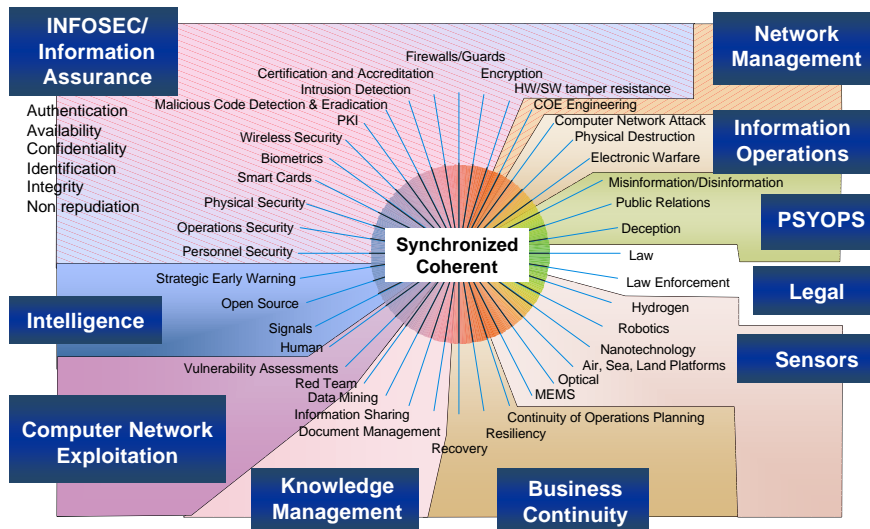 INFOSEC/
Information
Assurance
Authentication
Availability
Confidentiality
Identification
Integrity
Non repudiation
Firewalls/Guards
Certification and Accreditation
Encryption
Intrusion Detection
HW/SW tamper resistance
Malicious Code Detection & Eradication
COE Engineering
PKI
Computer Network Attack
Wireless Security
Physical Destruction
Biometrics
Electronic Warfare
Smart Cards
Misinformation/Disinformation
Physical Security
Public Relations
Operations Security
Deception
Personnel Security
Law
Strategic Early Warning
Law Enforcement
Open Source
Hydrogen
Signals
Robotics
Human
Nanotechnology
Vulnerability Assessments
Air, Sea, Land Platforms
Red Team
Optical
Data Mining
MEMS
Information Sharing
Continuity of Operations Planning
Document Management
Resiliency
Recovery
Synchronized
Coherent
Network
Management
Information
Operations
PSYOPS
Legal
Sensors
Intelligence
Computer Network
Exploitation
Knowledge
Management
Business
Continuity